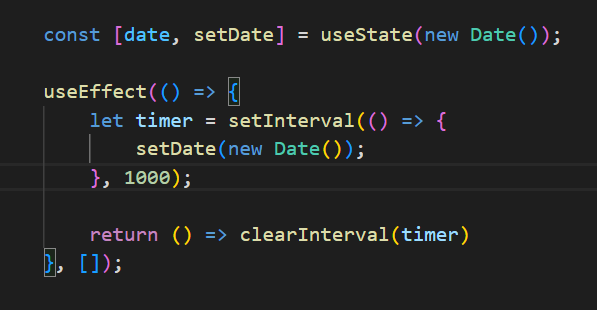 const [date, setDate] = useState(new Date());
useEffect(() => {
let timer = setInterval(() => {
setDate(new Date());
}, 1000);
return () => clearInterval(timer)
}, []);